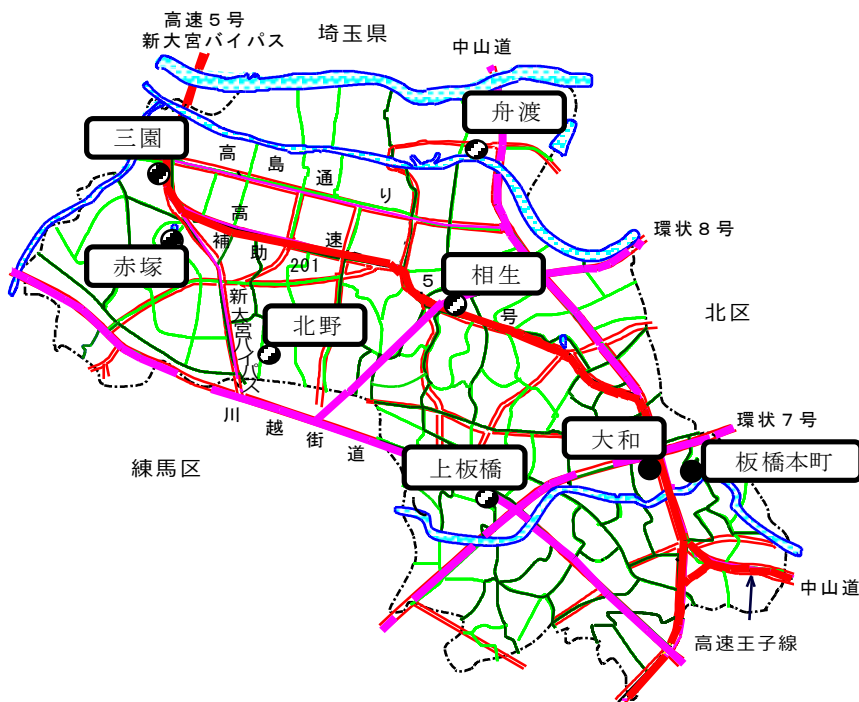 高速5号
新大宮バイパス
埼玉県
中山道
舟渡
三園
高島通り
環状8号
赤塚
高速5号
補助201
相生
新大宮バイパス
北野
北区
川越街道
環状7号
大和
練馬区
上板橋
板橋本町
中山道
高速王子線